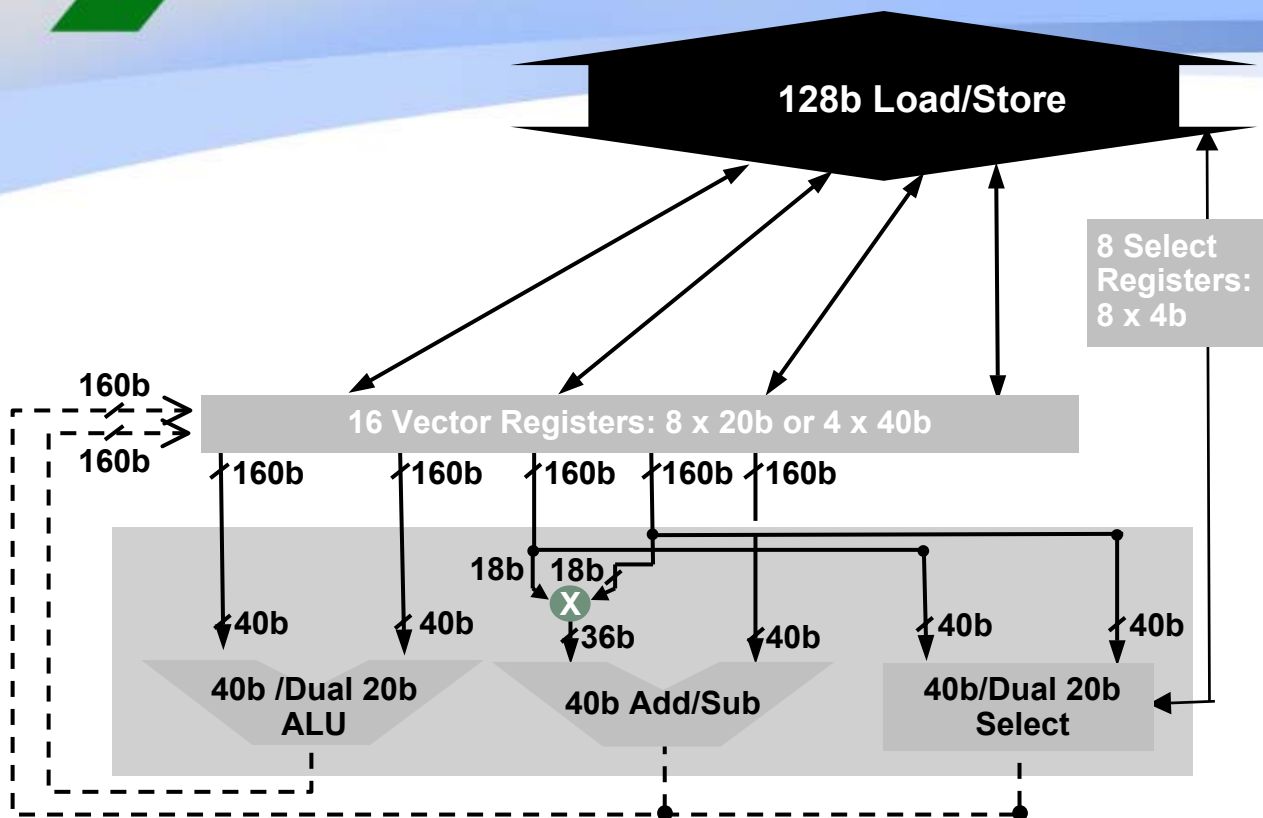 128b Load/Store
8 Select
Registers:
8 x 4b
160b
160b
16 Vector Registers: 8 x 20b or 4 x 40b
160b
160b
160b
160b
160b
18b
18b
X
40b
40b
36b
40b
40b
40b
40b /Dual 20b
ALU
40b Add/Sub
40b/Dual 20b
Select